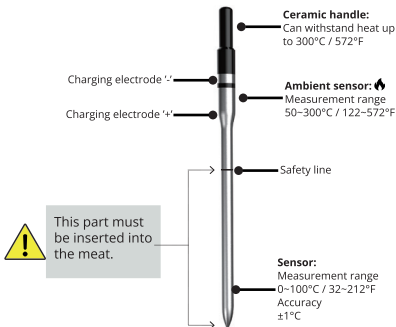 Ceramic handle:
Can withstand heat up
to 300°C / 572°F
Charging electrode '-'
Ambient sensor:
Measurement range
50~300°C / 122~572°F
Charging electrode '+'
Safety line
This part must
be inserted into
the meat.
Sensor:
Measurement range
0~100°C / 32~212°F
Accuracy
±1°C